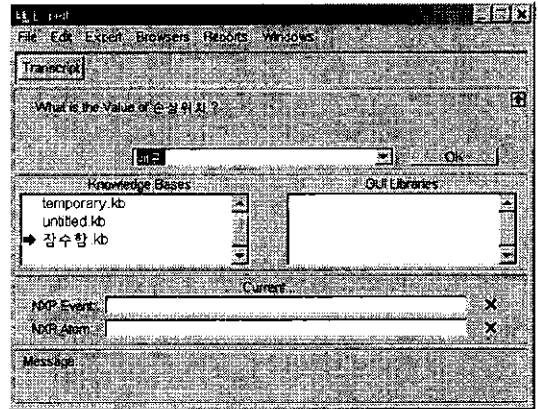 File Edit Expert Browsers Reports Windows
Transcript
What is the Value of 손상위치 ?
Ok
Knowledge Bases
GUI Libraries
temporary.kb
untitled.kb
잠수함.kb
Current...
NXP Event:
NXP Atom:
Message